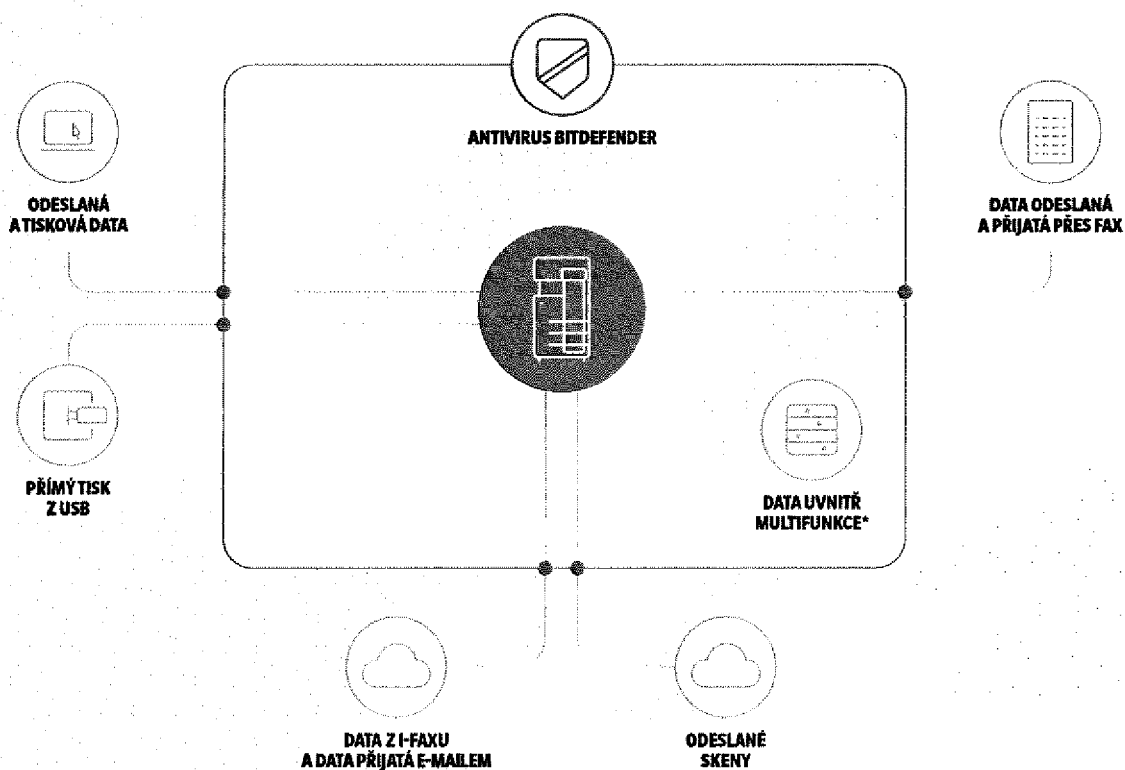 ANTIVIRUS BITDEFENDER
ODESLANÁ
A TISKOVÁ DATA
DATA ODESLANÁ
A PŘIJATÁ PŘES FAX
PŘÍMÝ TISK
Z USB
DATA UVNITŘ
MULTIFUNKCE*
DATA Z I-FAXU
A DATA PŘIJATÁ E-MAILEM
ODESLANÉ
SKENY